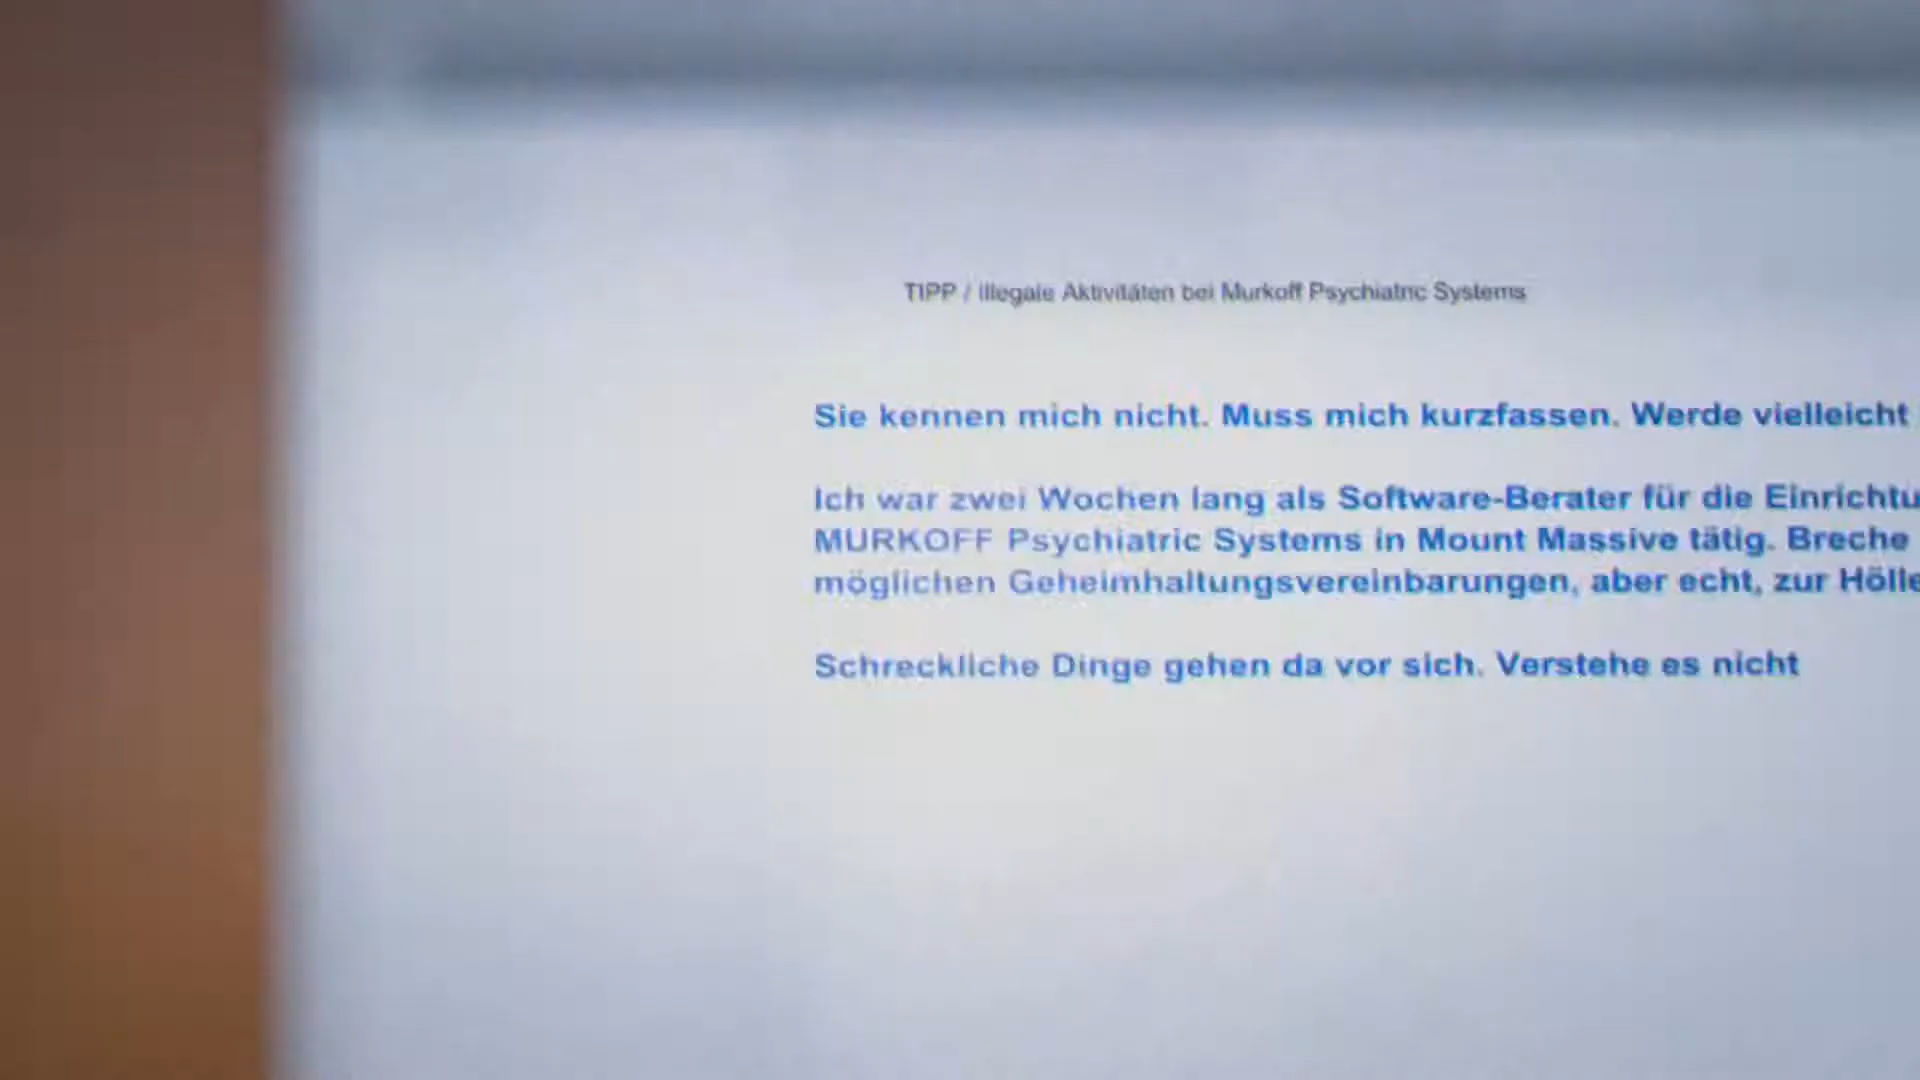 TIPP / illegale Aktivitäten bei Murkoff Psychiatric Systems
Sie kennen mich nicht. Muss mich kurzfassen. Werde vielleicht
Ich war zwei Wochen lang als Software-Berater für die Einrichtu
MURKOFF Psychiatric Systems in Mount Massive tätig. Breche
möglichen Geheimhaltungsvereinbarungen, aber echt, zur Hölle
Schreckliche Dinge gehen da vor sich. Verstehe es nicht